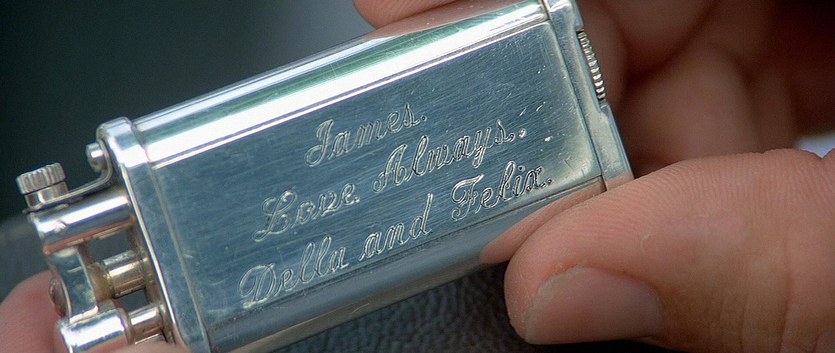 James.
Love Always,
Della and Felix.